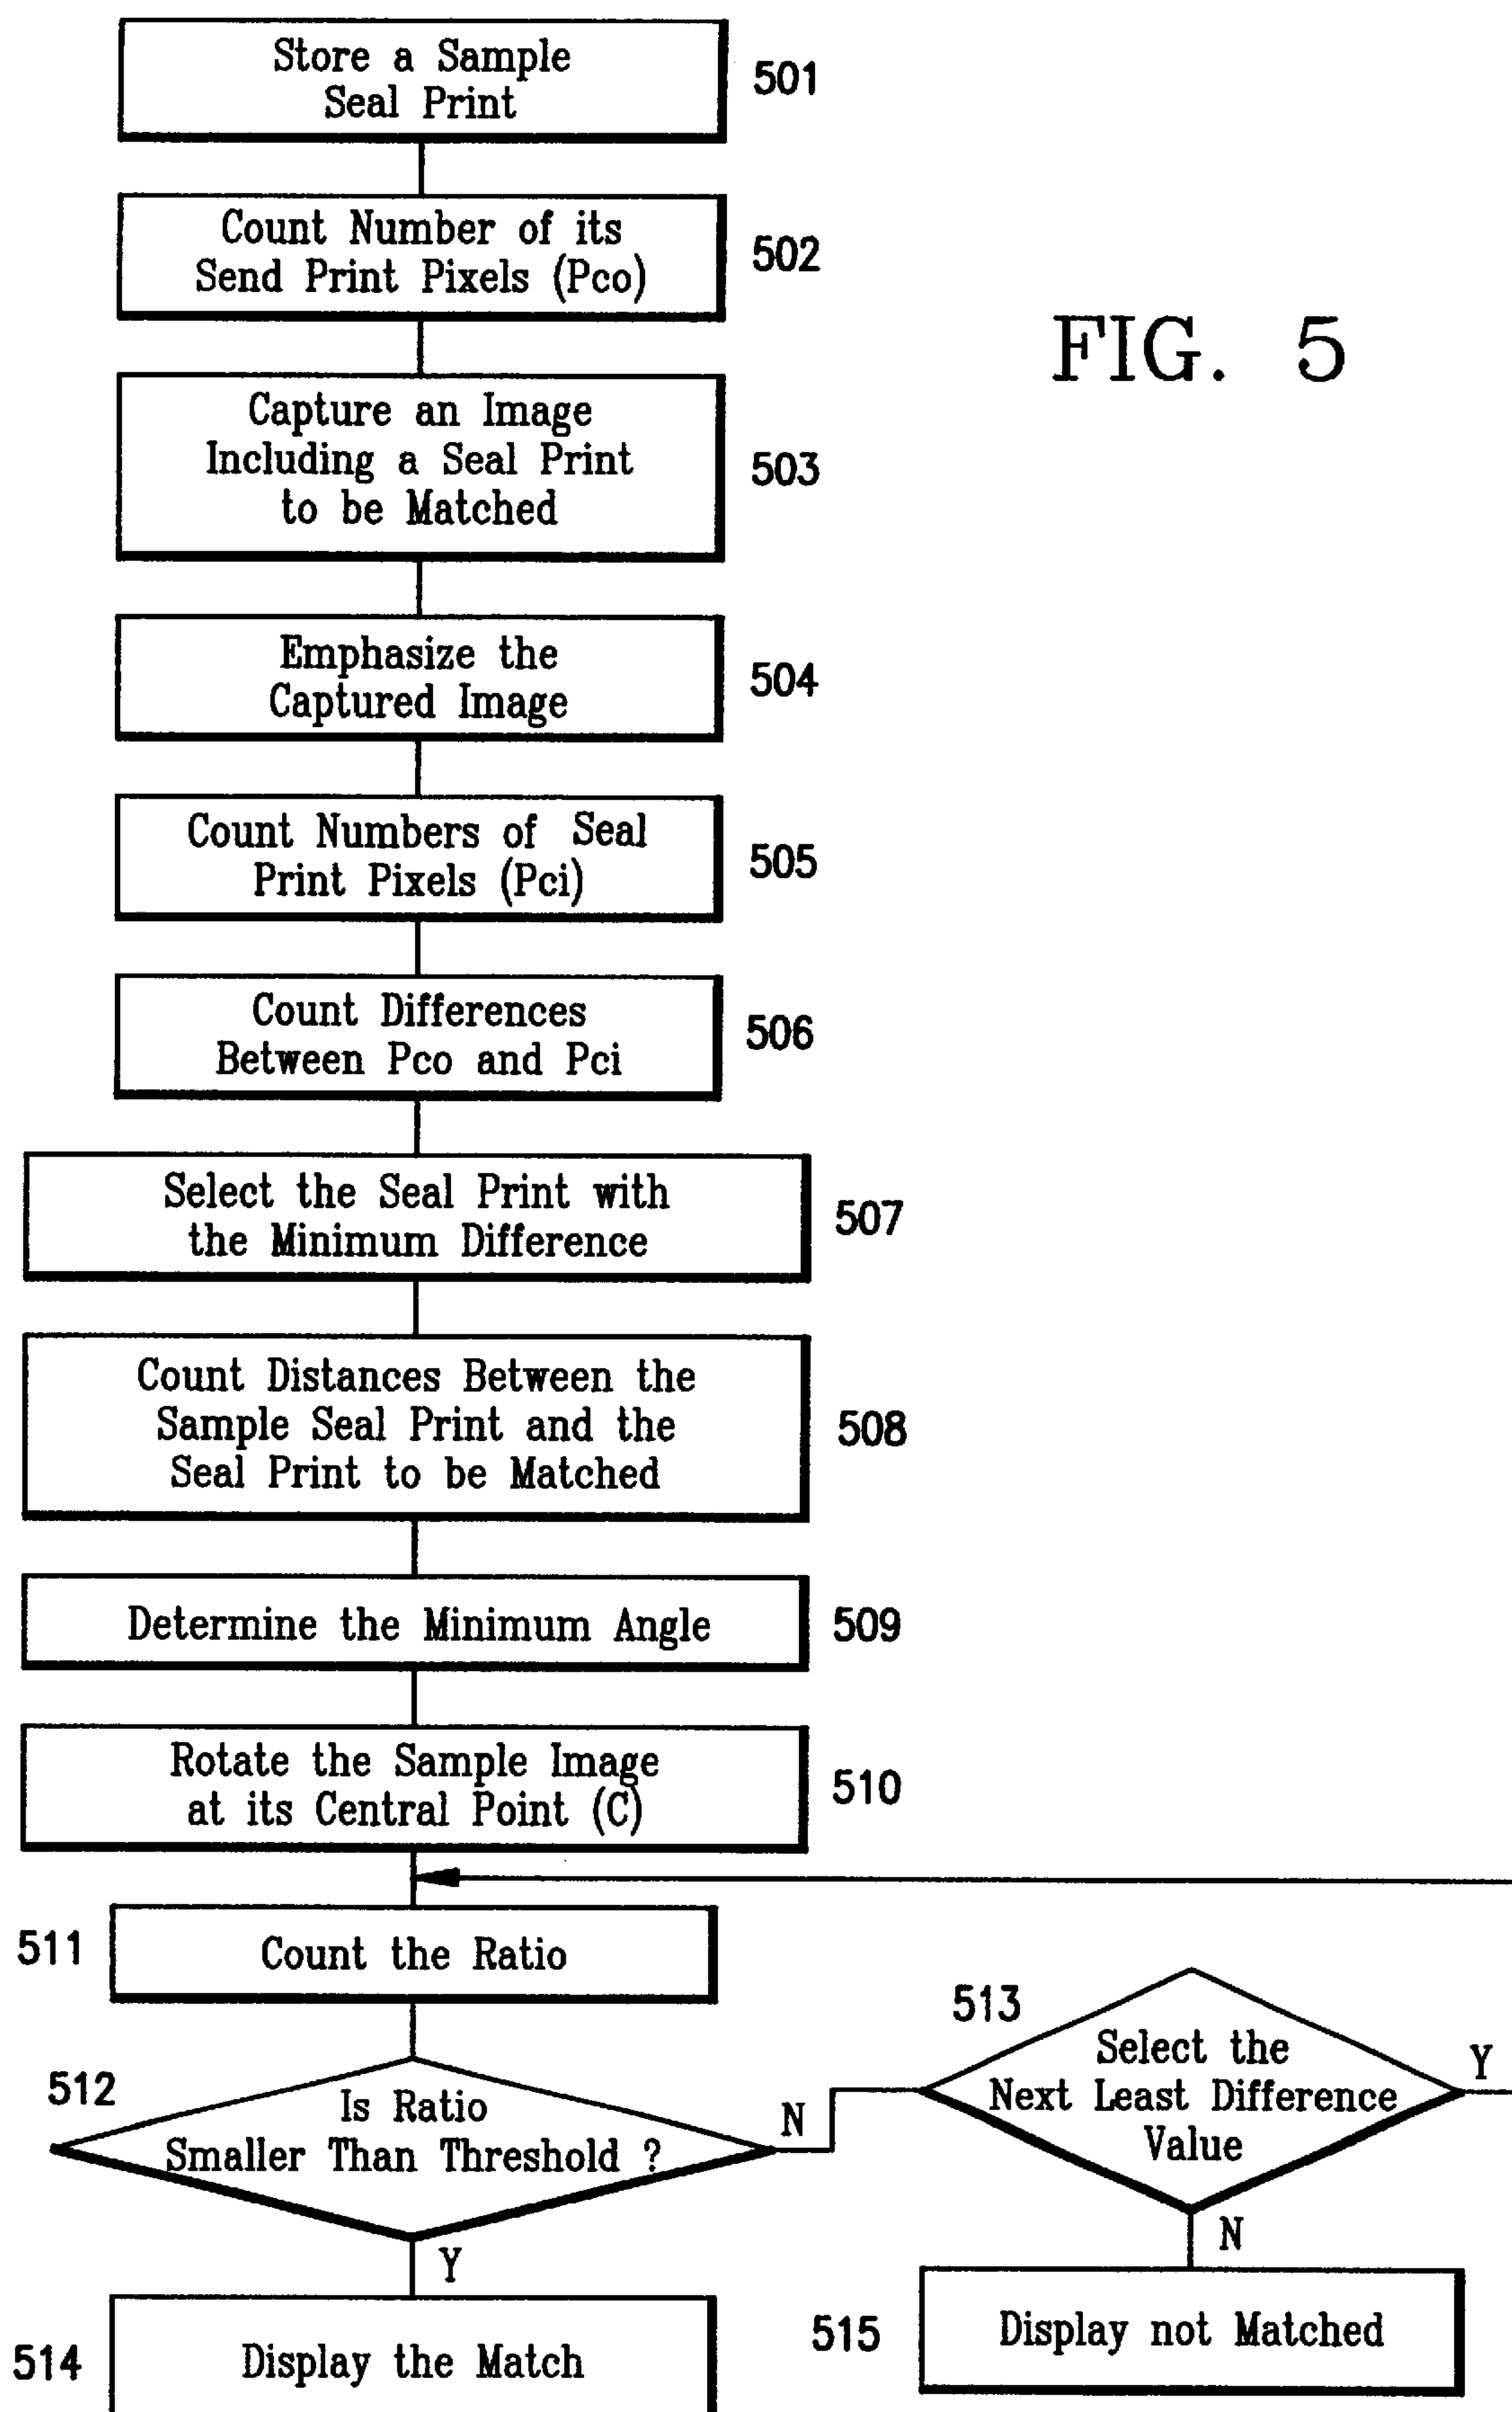 Store a Sample
Seal Print
501
Count Number of its
Send Print Pixels (Pco)
502
FIG. 5
Capture an Image
Including a Seal Print
to be Matched
503
Emphasize the
Captured Image
504
Count Numbers of Seal
Print Pixels (Pci)
505
Count Differences
Between Pco and Pci
506
Select the Seal Print with
the Minimum Difference
507
Count Distances Between the
Sample Seal Print and the
Seal Print to be Matched
508
Determine the Minimum Angle
509
Rotate the Sample Image
at its Central Point (C)
510
511
Count the Ratio
512
Is Ratio
Smaller Than Threshold ?
N
Y
513
Select the
Next Least Difference
Value
Y
N
514
Display the Match
515
Display not Matched